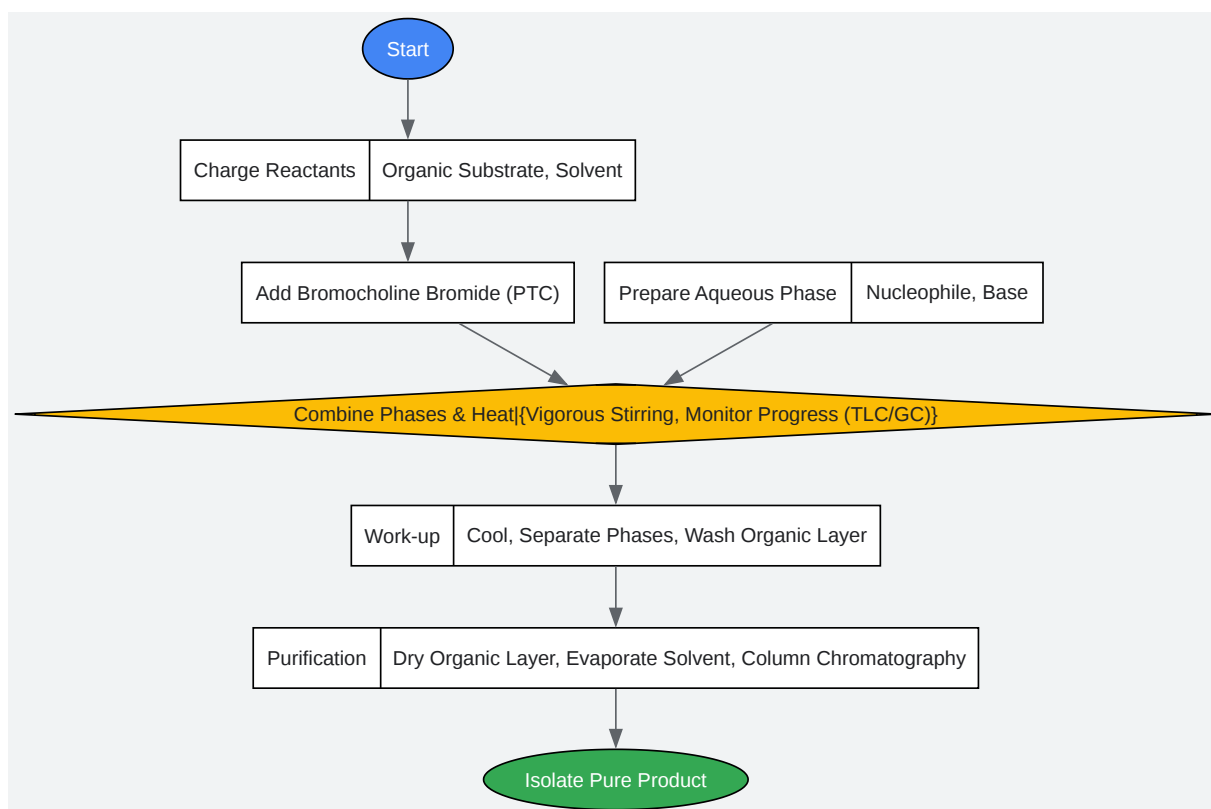 Start
Charge Reactants
Organic Substrate, Solvent
Add Bromocholine Bromide (PTC)
Prepare Aqueous Phase
Nucleophile, Base
Combine Phases & Heat|{Vigorous Stirring, Monitor Progress (TLC/GC)}
Work-up
Cool, Separate Phases, Wash Organic Layer
Purification
Dry Organic Layer, Evaporate Solvent, Column Chromatography
Isolate Pure Product